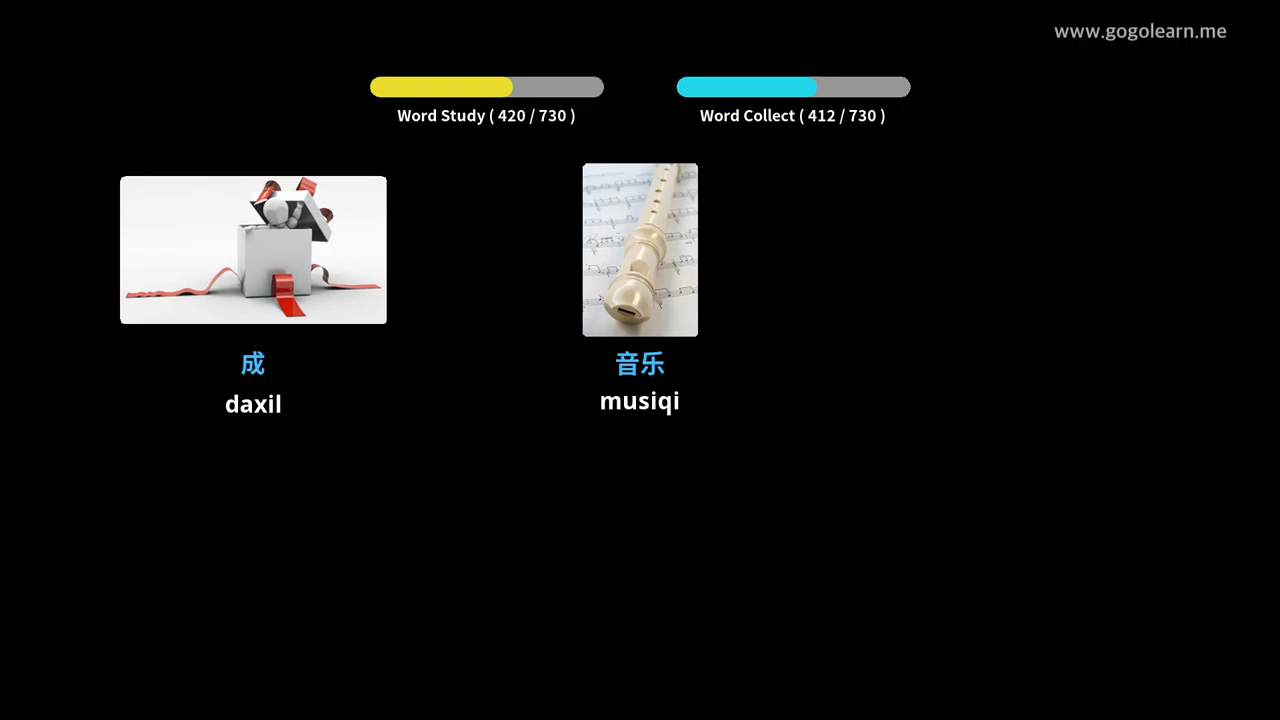 www.gogolearn.me
Word Study ( 420 / 730 )
Word Collect ( 412 / 730 )
成
daxil
音乐
musiqi